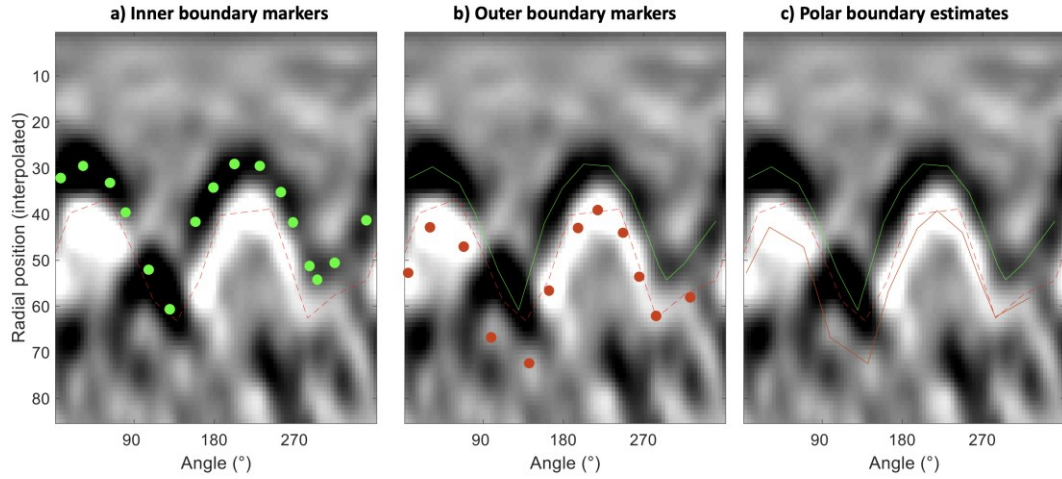 a) Inner boundary markers
b) Outer boundary markers
c) Polar boundary estimates
Radial position (interpolated)
10
20
30
40
50
60
70
80
90 180 270
90 180 270
90 180 270
Angle (°)
Angle (°)
Angle (°)